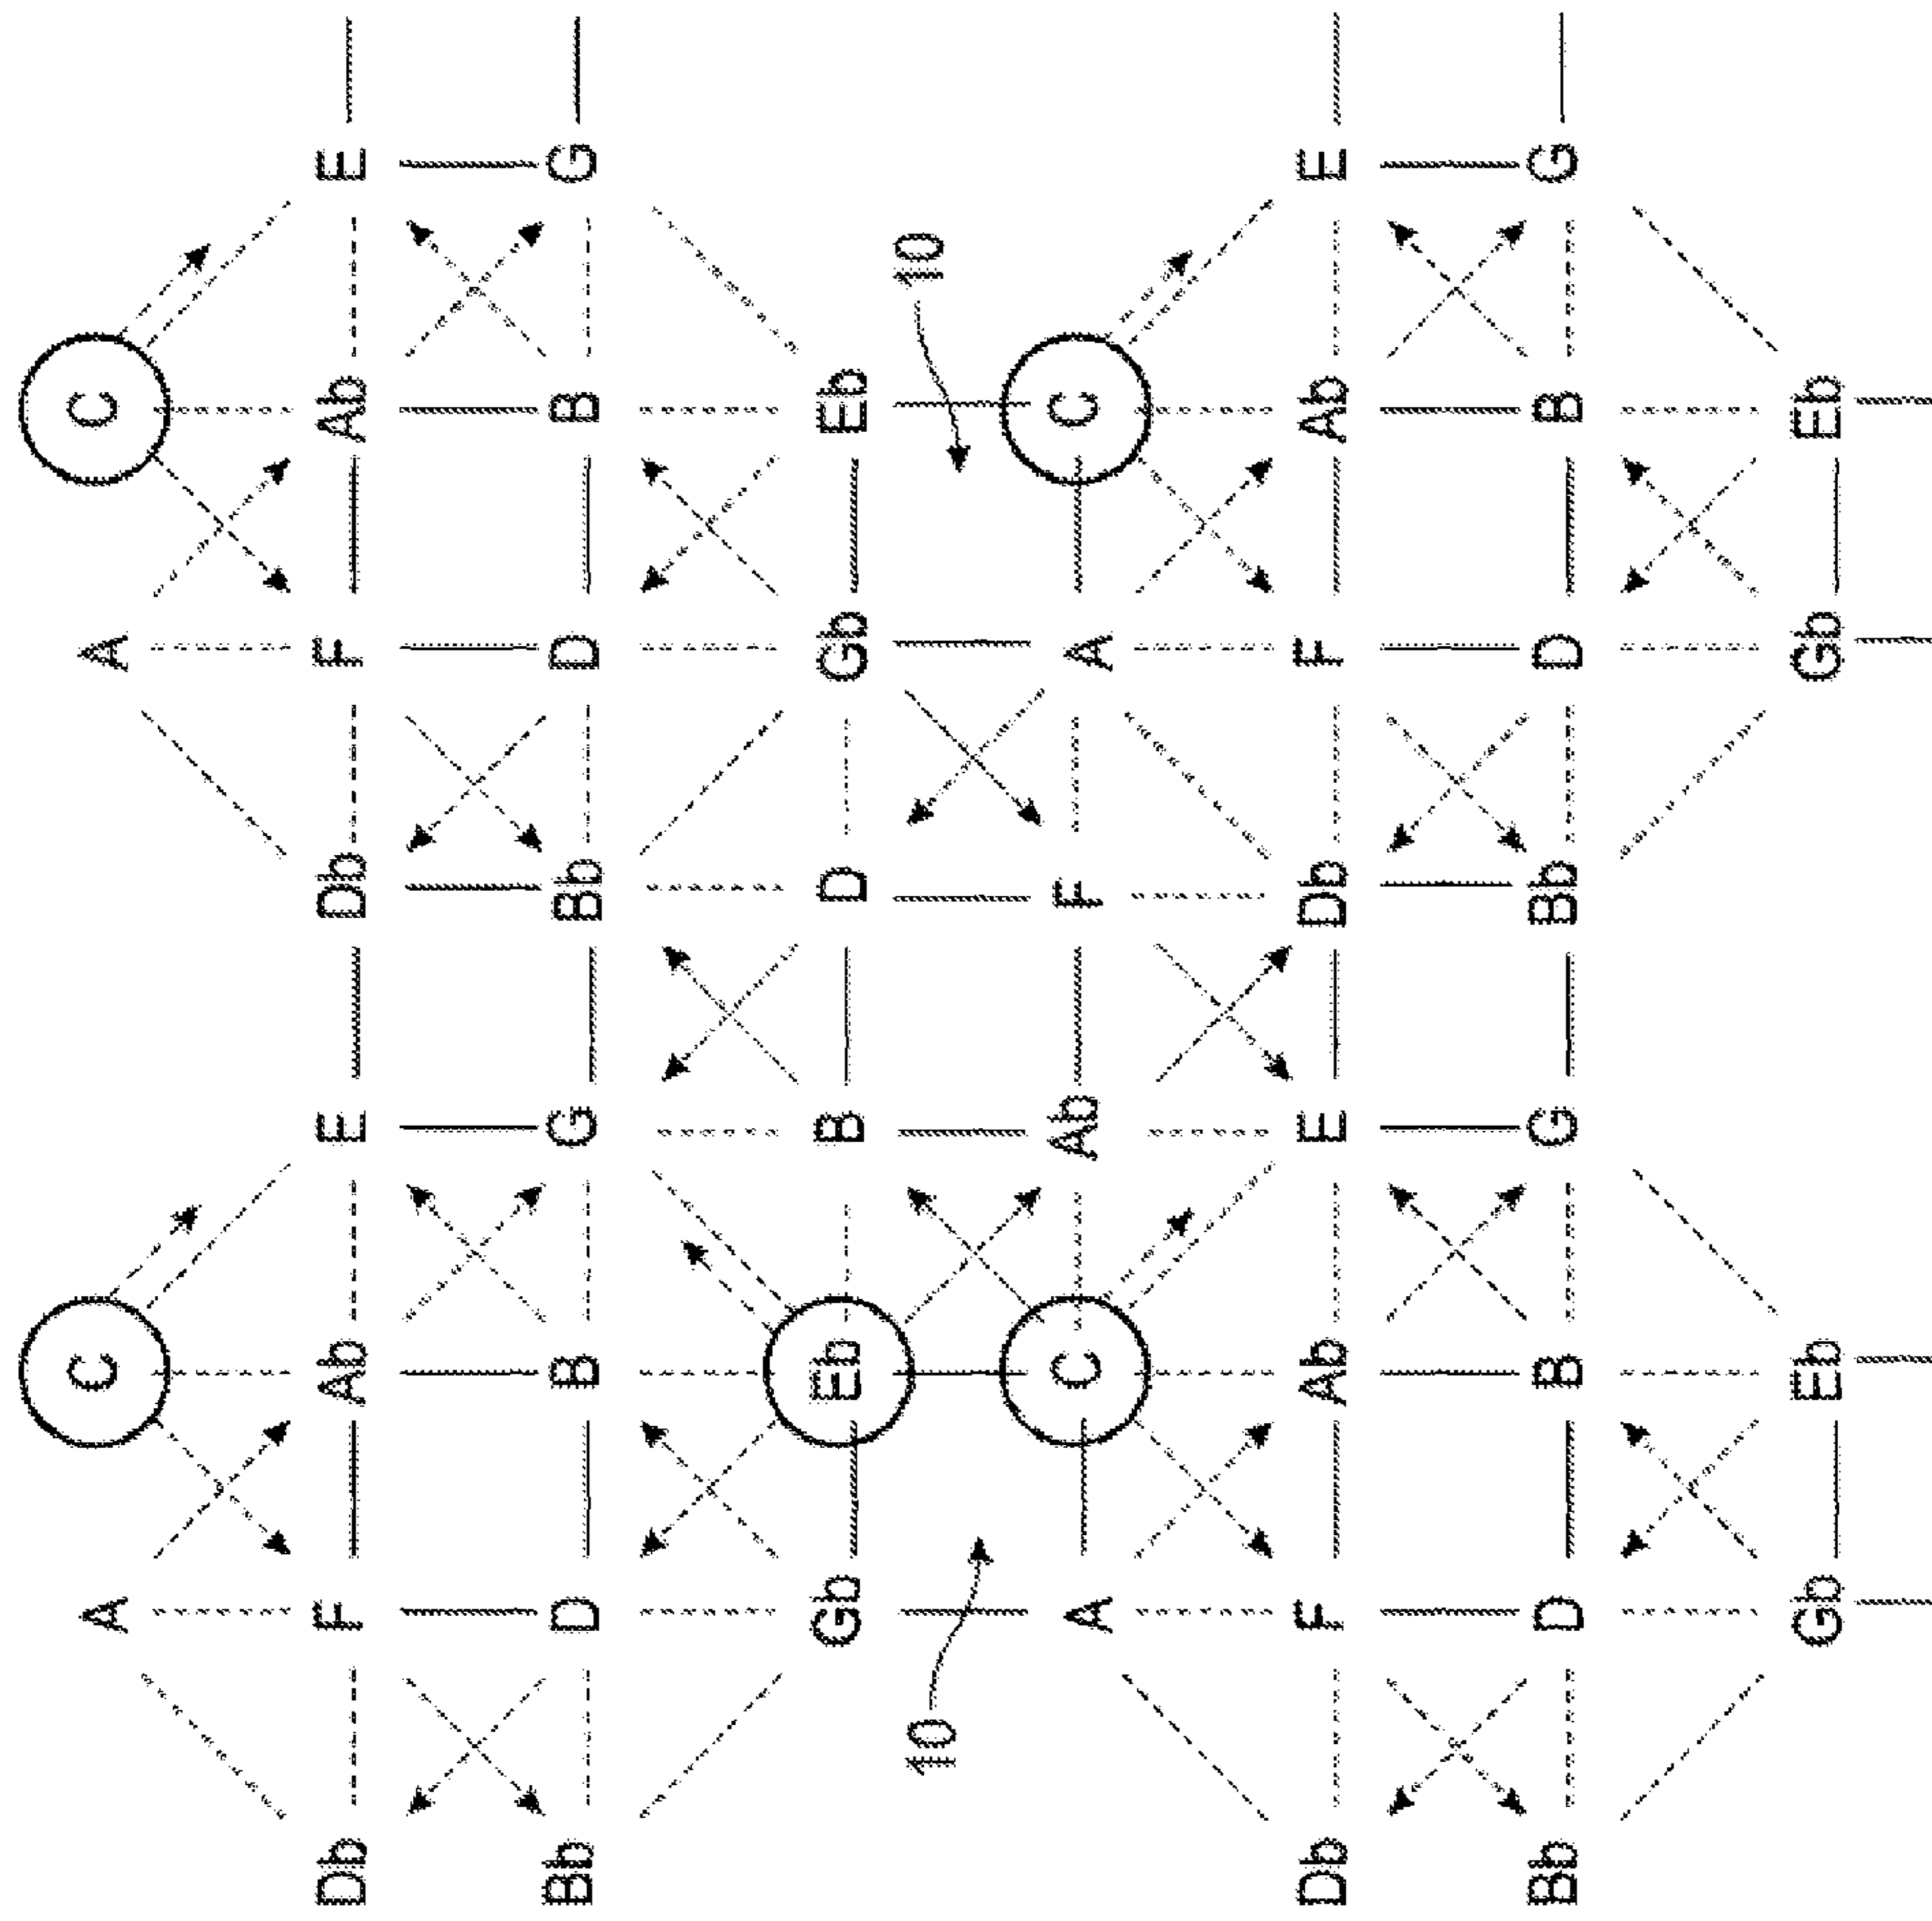 A C A C
Db F Ab E Db F Ab E
Bb D B G Bb D B G
Gb Eb B D Gb Eb
10 10
A C Ab F A C
Db F Ab E Db F Ab E
Bb D B G Bb D B G
Gb Eb Gb Eb